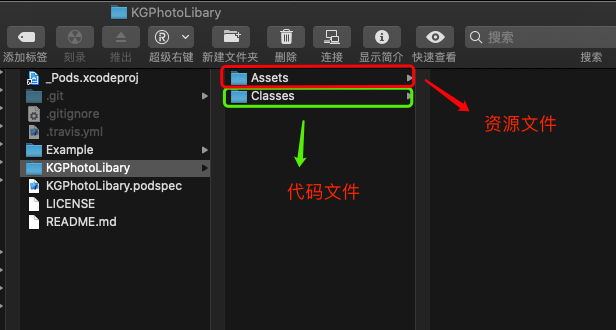 KGPhotoLibary
添加标签 刻录 推出 超级右键 新建文件夹 删除 连接 显示简介 快速查看 搜索
搜索
_Pods.xcodeproj
.git
.gitignore
.travis.yml
Example
KGPhotoLibary
KGPhotoLibary.podspec
LICENSE
README.md
Assets
Classes
资源文件
代码文件